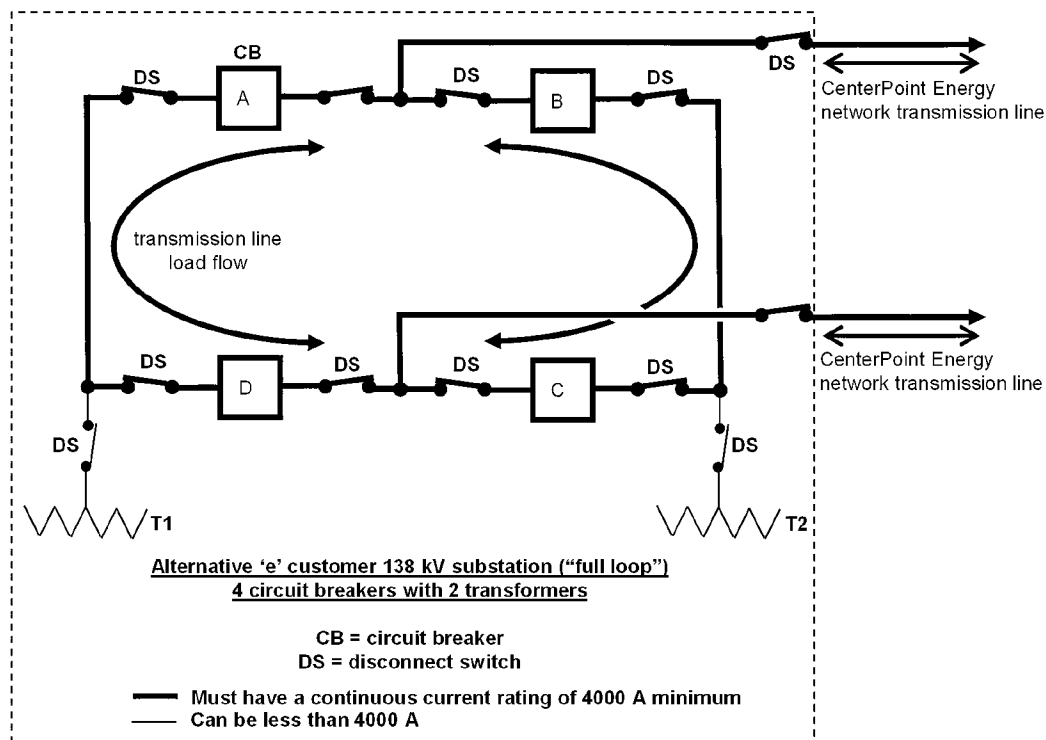 CB
DS
A
DS
B
DS
DS
CenterPoint Energy
network transmission line
transmission line
load flow
DS
D
DS
DS
C
DS
CenterPoint Energy
network transmission line
DS
DS
T1
T2
Alternative ‘e’ customer 138 kV substation (“full loop”)
4 circuit breakers with 2 transformers
CB = circuit breaker
DS = disconnect switch
Must have a continuous current rating of 4000 A minimum
Can be less than 4000 A